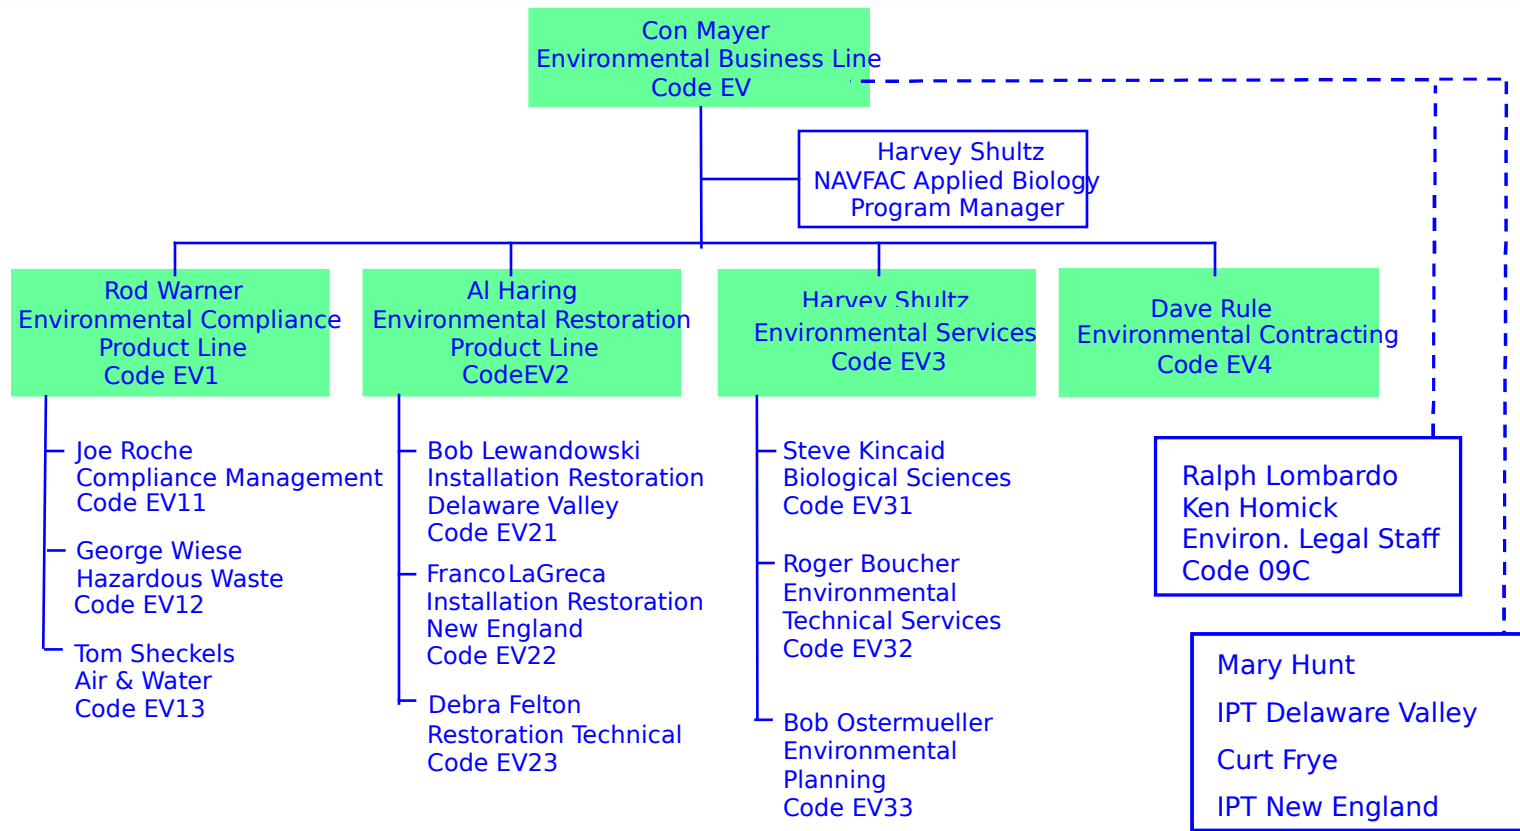 Con Mayer
Environmental Business Line
Code EV
Harvey Shultz
NAVFAC Applied Biology
Program Manager
Rod Warner
Environmental Compliance
Product Line
Code EV1
Al Haring
Environmental Restoration
Product Line
CodeEV2
Harvey Shultz
Environmental Services
Code EV3
Dave Rule
Environmental Contracting
Code EV4
Joe Roche
Compliance Management
Code EV11
George Wiese
Hazardous Waste
Code EV12
Tom Sheckels
Air & Water
Code EV13
Bob Lewandowski
Installation Restoration
Delaware Valley
Code EV21
Franco LaGreca
Installation Restoration
New England
Code EV22
Debra Felton
Restoration Technical
Code EV23
Steve Kincaid
Biological Sciences
Code EV31
Roger Boucher
Environmental
Technical Services
Code EV32
Bob Ostermueller
Environmental
Planning
Code EV33
Ralph Lombardo
Ken Homick
Environ. Legal Staff
Code 09C
Mary Hunt
IPT Delaware Valley
Curt Frye
IPT New England